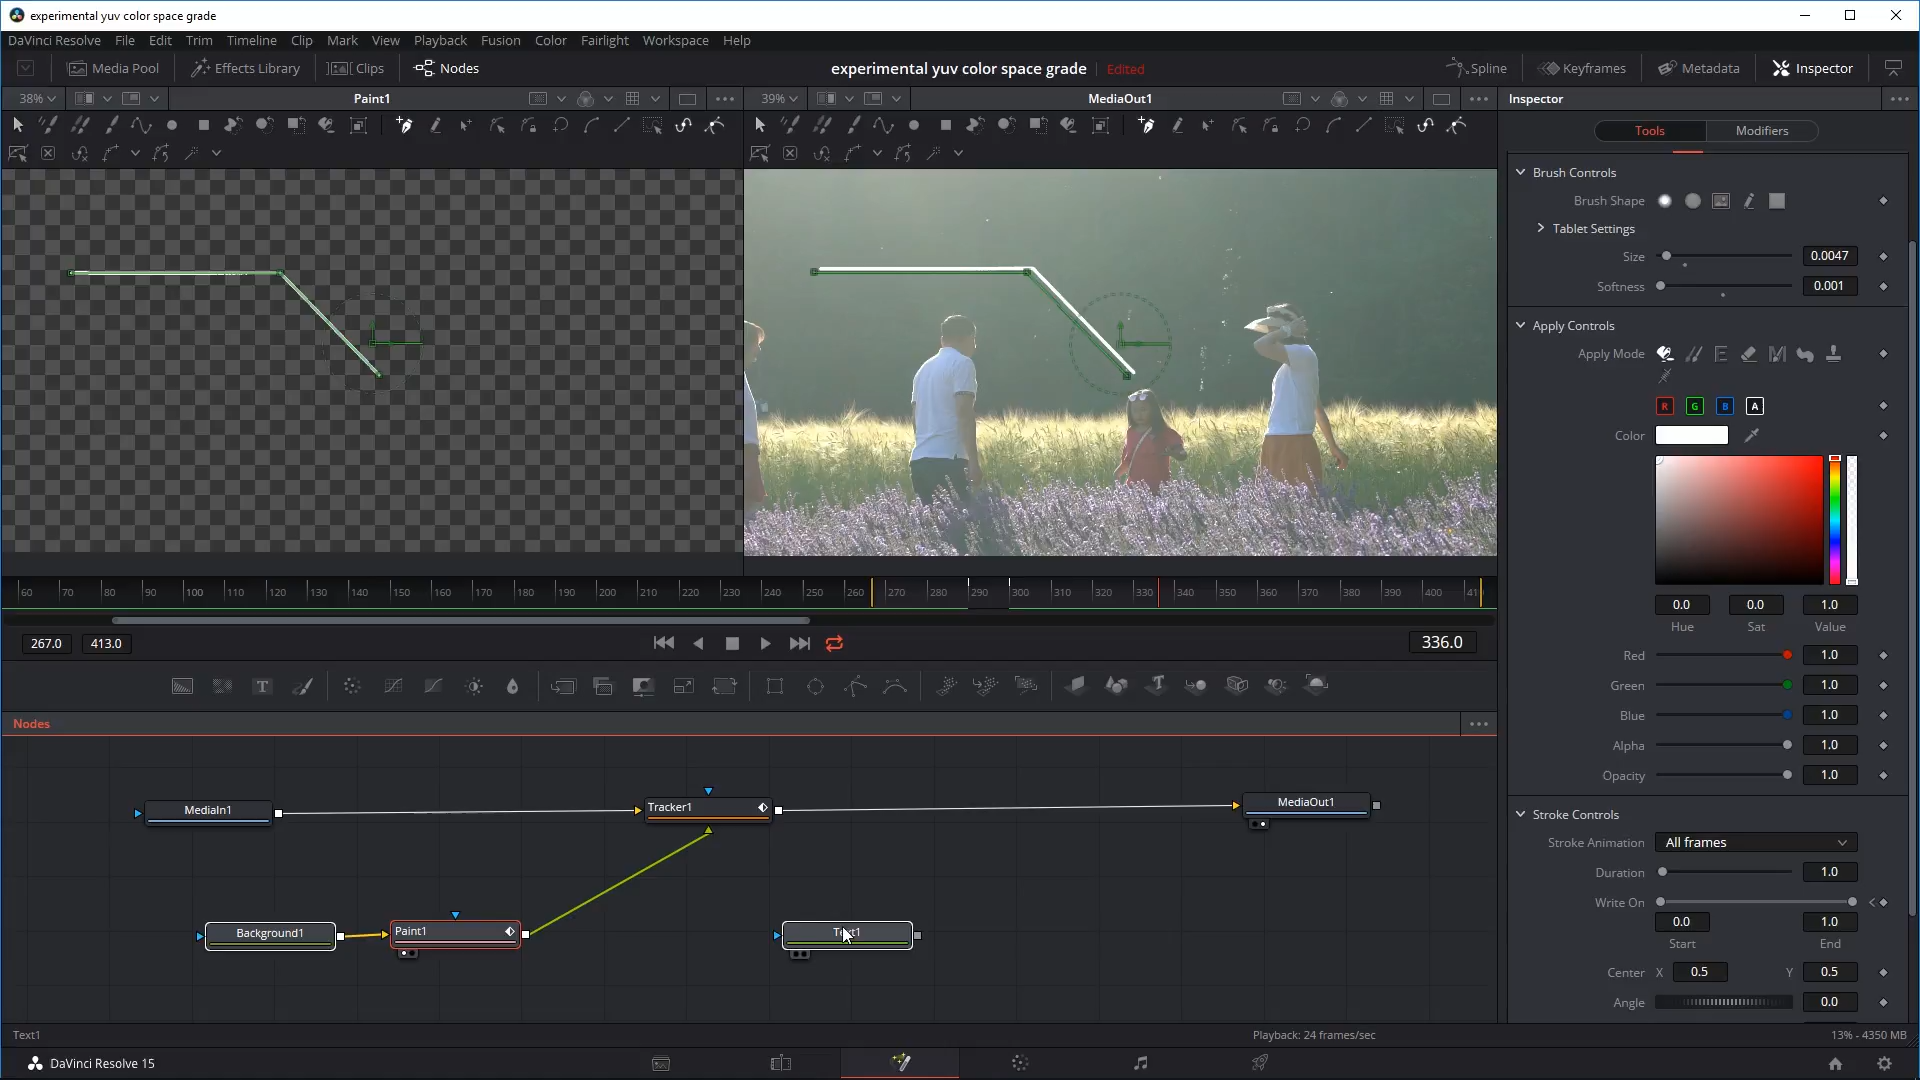 experimental yuv color space grade
DaVinci Resolve File Edit Trim Timeline Clip Mark View Playback Fusion Color Fairlight Workspace Help
Media Pool Effects Library Clips Nodes experimental yuv color space grade Edited Spline Keyframes Metadata Inspector
38% Paint1 39% MediaOut1 Inspector
Tools Modifiers
Brush Controls
Brush Shape
Tablet Settings
Size 0.0047
Softness 0.001
Apply Controls
Apply Mode
R G B A
Color
60 70 80 90 100 110 120 130 140 150 160 170 180 190 200 210 220 230 240 250 260 270 280 290 300 310 320 330 340 350 360 370 380 390 400 41
0.0 0.0 1.0
Hue Sat Value
267.0 413.0 336.0
Red 1.0
Green 1.0
Blue 1.0
Alpha 1.0
Opacity 1.0
Nodes
MediaIn1 Tracker1 MediaOut1
Background1 Paint1
Stroke Controls
Stroke Animation All frames
Duration 1.0
Write On
0.0 1.0
Start End
Center X 0.5 Y 0.5
Angle 0.0
Text1 Playback: 24 frames/sec 13% - 4350 MB
DaVinci Resolve 15